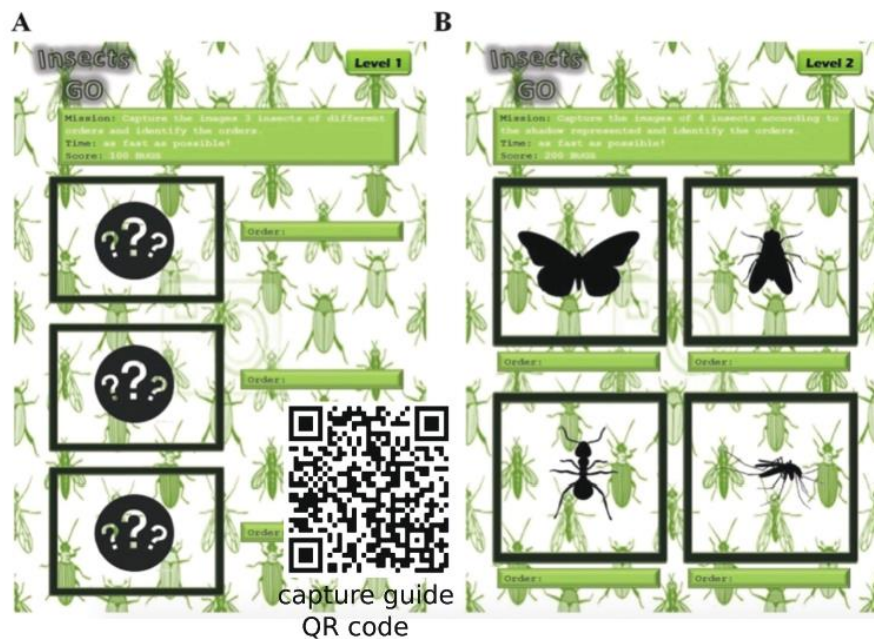 A
Insects
GO
Level 1
Mission: Capture the images 3 insects of different
orders and identify the orders.
Time: as fast as possible!
Score: 100 BUGS
???
Order:
???
Order:
???
Order:
capture guide
QR code
B
Insects
GO
Level 2
Mission: Capture the images of 4 insects according to
the shadow represented and identify the orders.
Time: as fast as possible!
Score: 200 BUGS
Order:
Order:
Order:
Order: